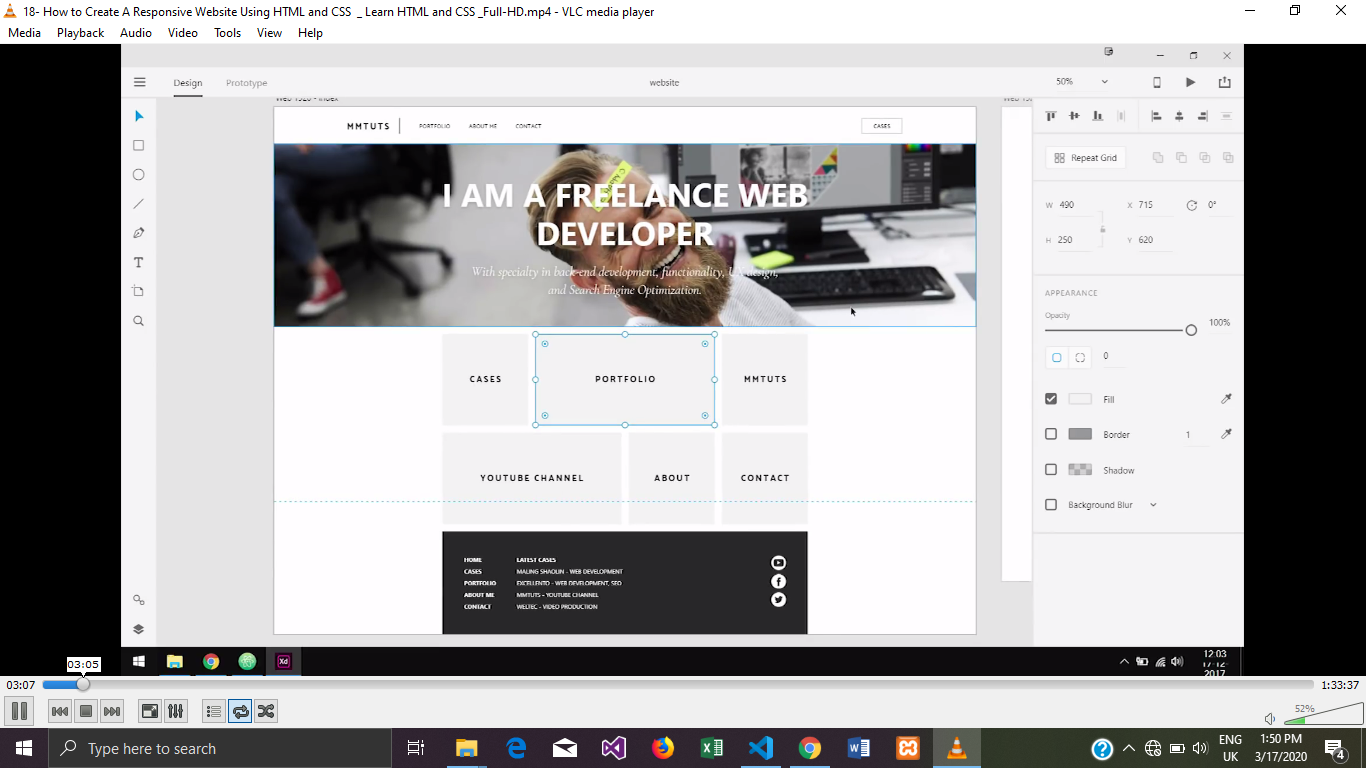 18- How to Create A Responsive Website Using HTML and CSS _ Learn HTML and CSS _Full-HD.mp4 - VLC media player
Media Playback Audio Video Tools View Help
Design Prototype website 50%
MMTUTS PORTFOLIO ABOUT ME CONTACT CASES
I AM A FREELANCE WEB
DEVELOPER
With specialty in back-end development, functionality, design,
and Search Engine Optimization.
CASES PORTFOLIO MMTUTS
YOUTUBE CHANNEL ABOUT CONTACT
HOME LATEST CASES
CASES MALING SHAOLIN - WEB DEVELOPMENT
PORTFOLIO EXCELLENTO - WEB DEVELOPMENT, SEO
ABOUT ME MMTUTS - YOUTUBE CHANNEL
CONTACT WELTEC - VIDEO PRODUCTION
Repeat Grid
W 490 X 715 0°
H 250 Y 620
APPEARANCE
Opacity
100%
0
Fill
Border 1
Shadow
Background Blur
Xd
12.03
2017
03:05
03:07 1:33:37
52%
Type here to search
ENG
UK
1:50 PM
3/17/2020
4